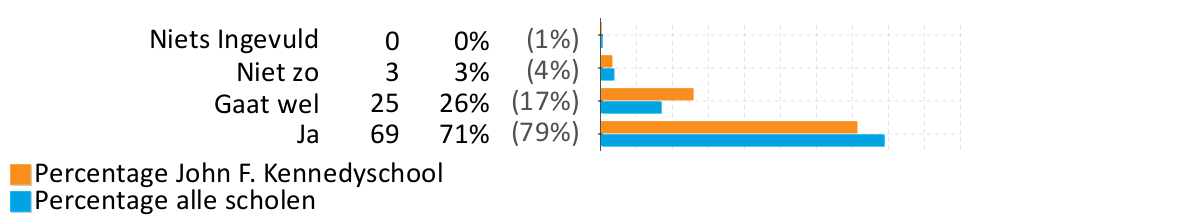 Niets Ingevuld 0 0% (1%)
Niet zo 3 3% (4%)
Gaat wel 25 26% (17%)
Ja 69 71% (79%)
Percentage John F. Kennedyschool
Percentage alle scholen